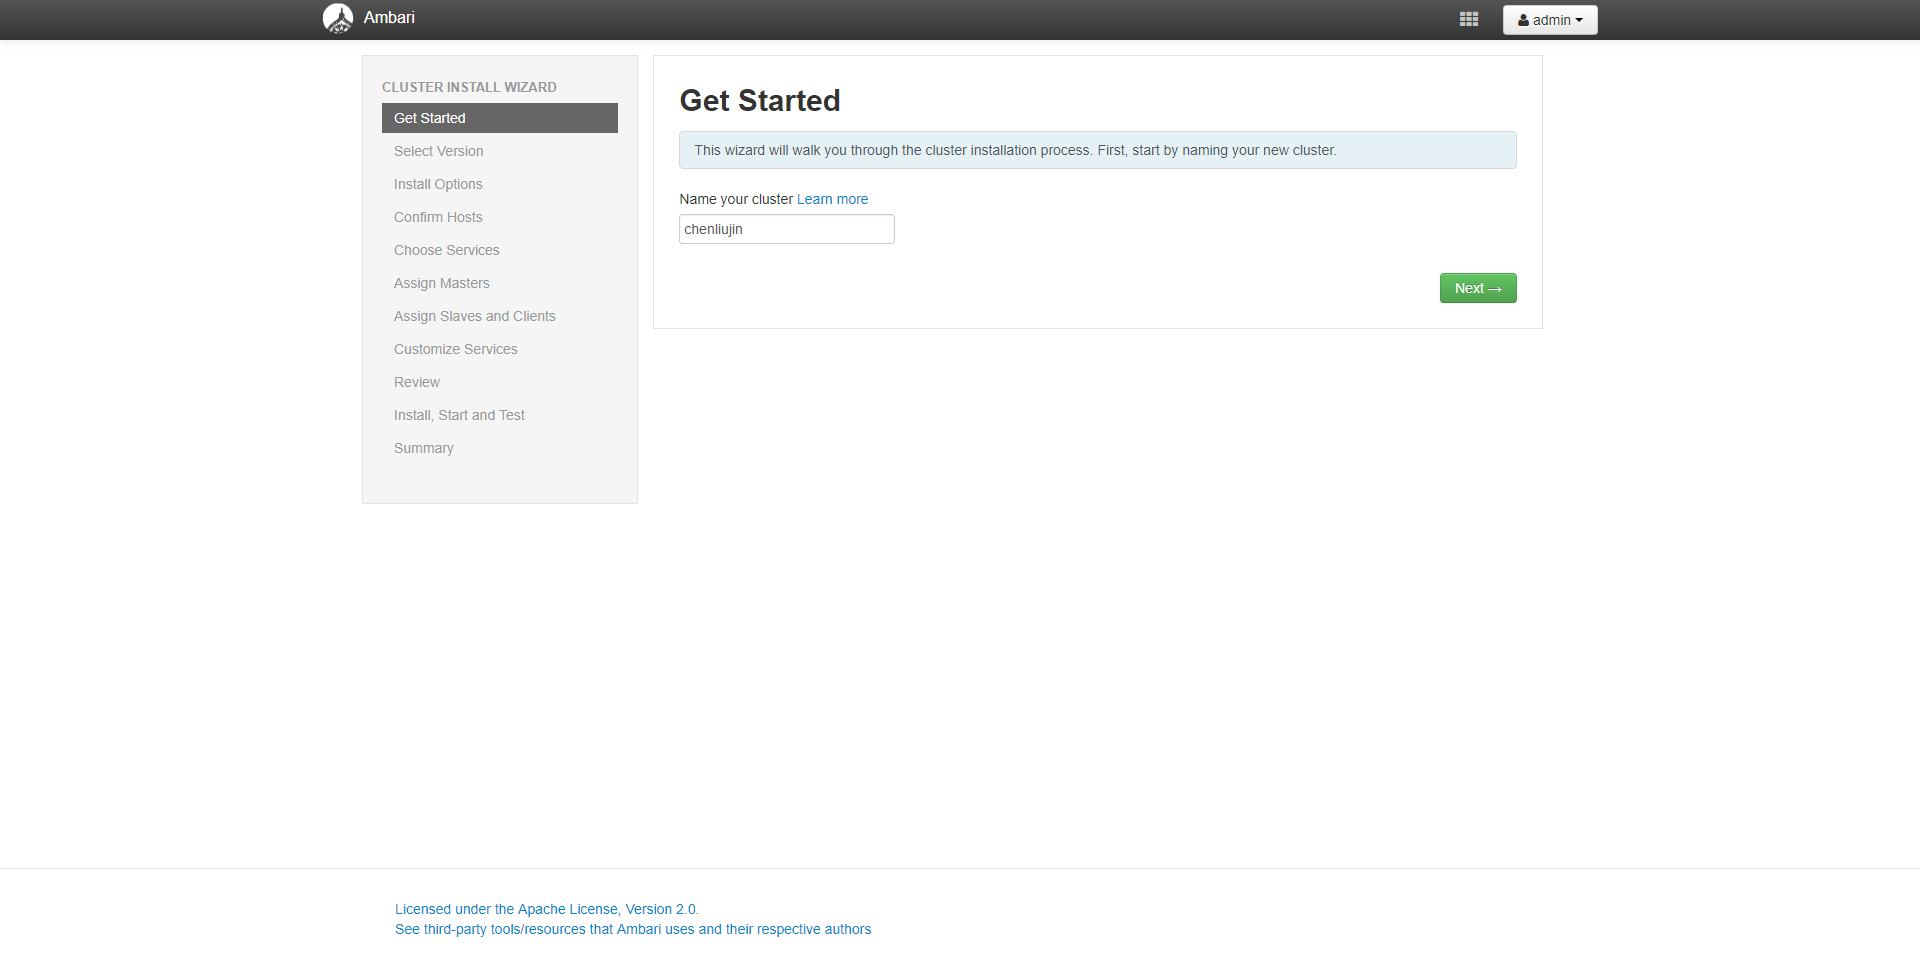 Ambari
admin
CLUSTER INSTALL WIZARD
Get Started
Select Version
Install Options
Confirm Hosts
Choose Services
Assign Masters
Assign Slaves and Clients
Customize Services
Review
Install, Start and Test
Summary
Get Started
This wizard will walk you through the cluster installation process. First, start by naming your new cluster.
Name your cluster Learn more
chenliujin
Next →
Licensed under the Apache License, Version 2.0.
See third-party tools/resources that Ambari uses and their respective authors